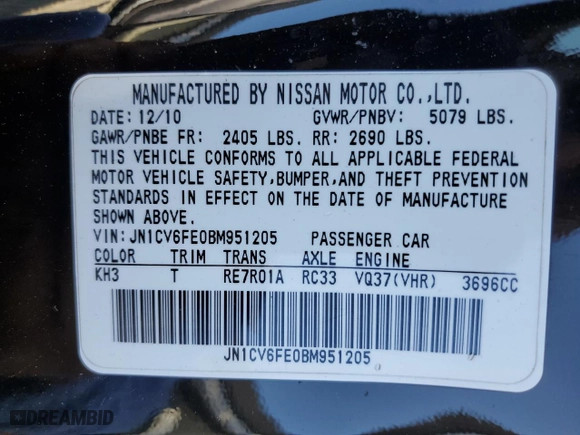 MANUFACTURED BY NISSAN MOTOR CO.,LTD.
DATE: 12/10 GVWR/PNBV: 5079 LBS.
GAWR/PNBE FR: 2405 LBS. RR: 2690 LBS.
THIS VEHICLE CONFORMS TO ALL APPLICABLE FEDERAL
MOTOR VEHICLE SAFETY,BUMPER,AND THEFT PREVENTION
STANDARDS IN EFFECT ON THE DATE OF MANUFACTURE
SHOWN ABOVE.
VIN:JN1CV6FE0BM951205 PASSENGER CAR
COLOR TRIM TRANS AXLE ENGINE
KH3 T RE7R01A RC33 VQ37(VHR) 3696CC
JN1CV6FE0BM951205
DREAMBID